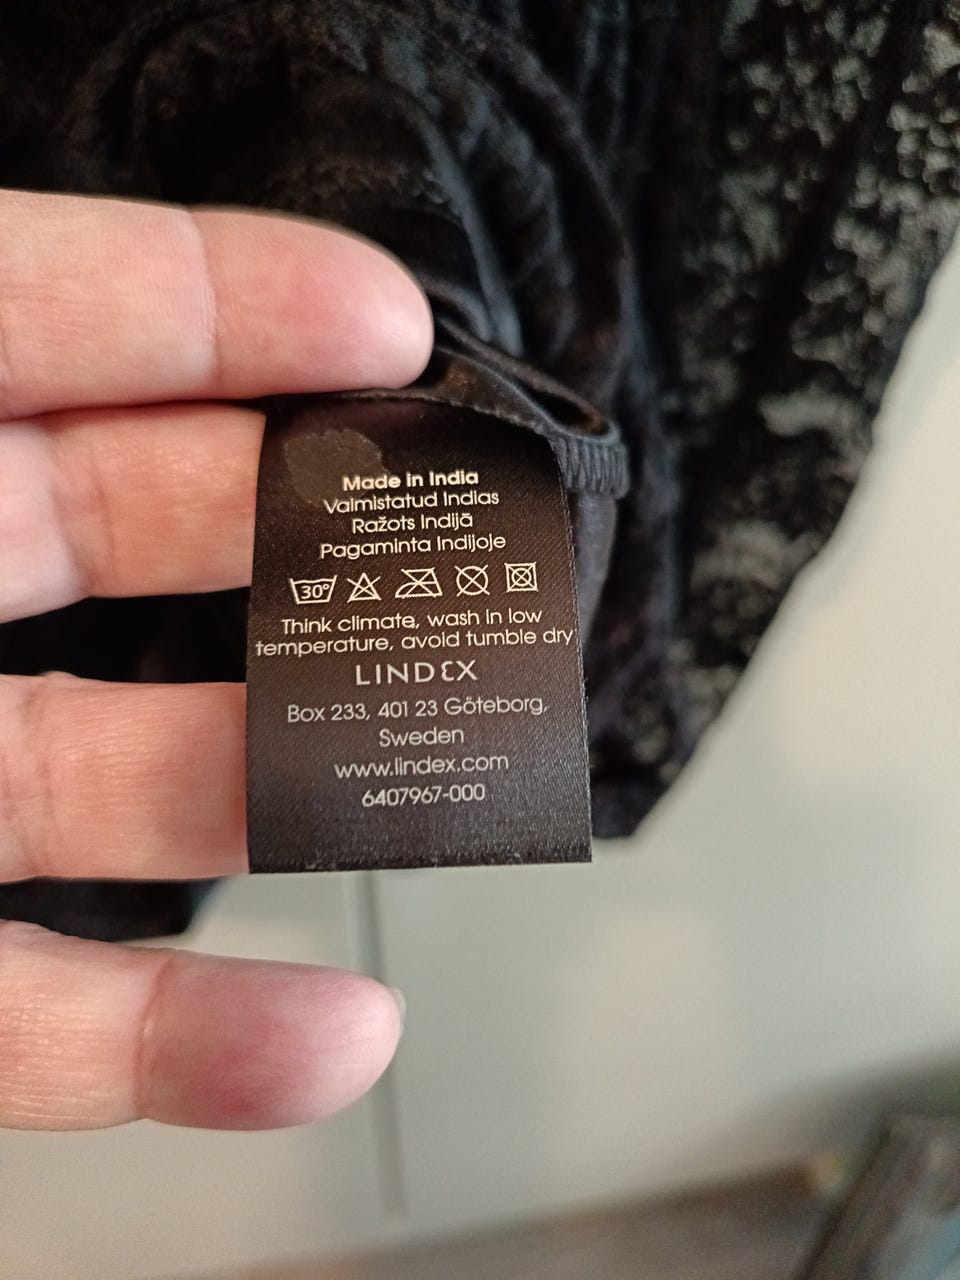 Made in India
Valmistatud Indias
Ražots Indijā
Pagaminta Indijoje
30°
Think climate, wash in low
temperature, avoid tumble dry
LINDEX
Box 233, 401 23 Göteborg,
Sweden
www.lindex.com
6407967-000